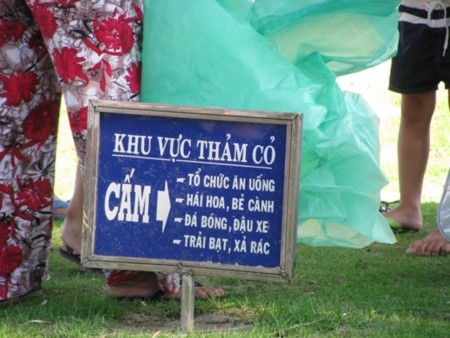 KHU VỰC THẢM CỎ
CẤM
TỔ CHỨC ĂN UỐNG
HÁI HOA, BẺ CÀNH
ĐÁ BÓNG, ĐẬU XE
TRẢI BẠT, XẢ RÁC